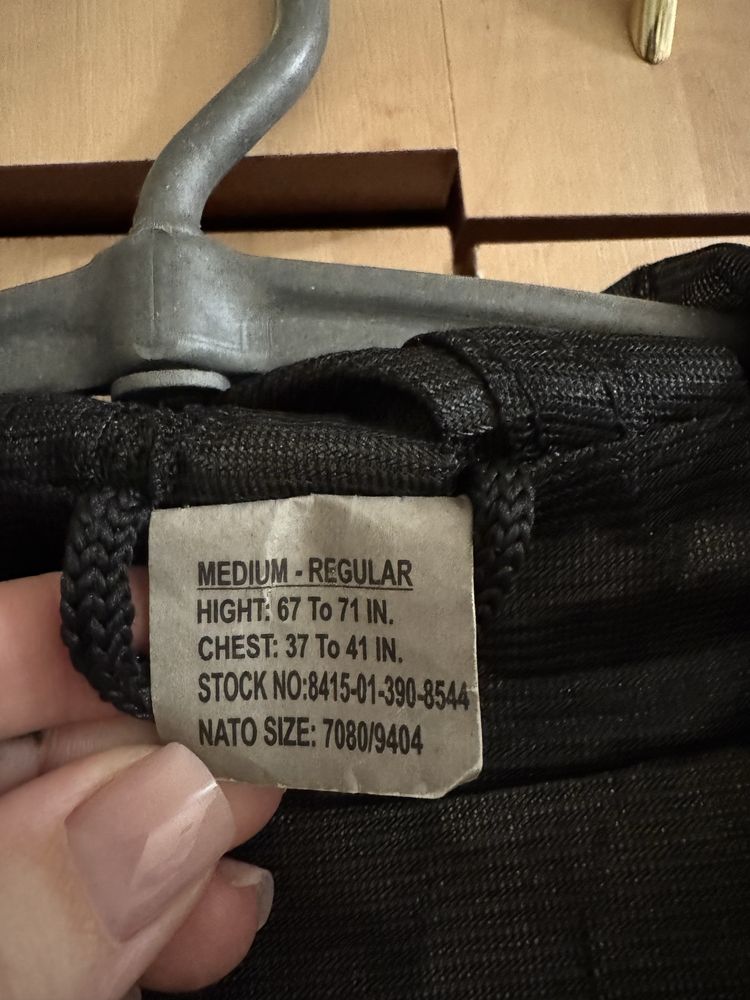 MEDIUM - REGULAR
HIGHT: 67 To 71 IN.
CHEST: 37 To 41 IN.
STOCK NO:8415-01-390-8544
NATO SIZE: 7080/9404